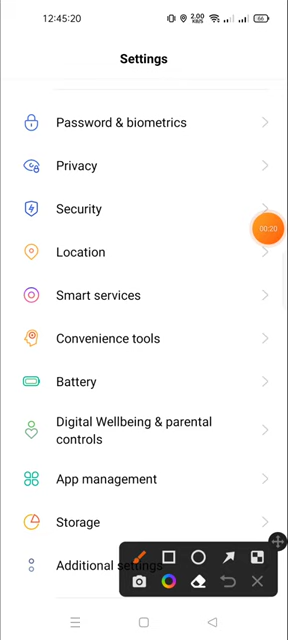 12:45:20
2.00
KB/S
66
Settings
Password & biometrics
Privacy
Security
00:20
Location
Smart services
Convenience tools
Battery
Digital Wellbeing & parental
controls
App management
Storage
Additional settings